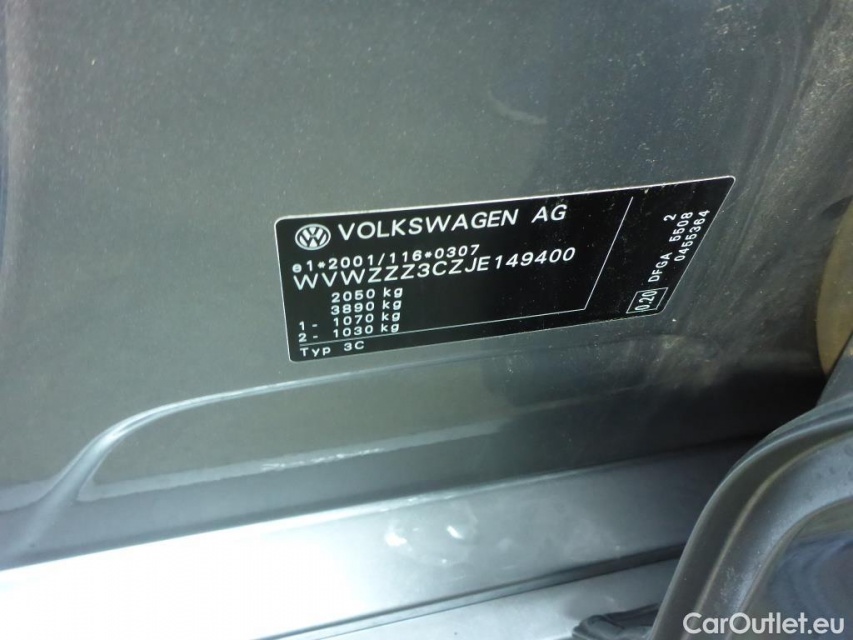 VOLKSWAGEN AG
e1*2001/116*0307
WVWZZZ3CZJE149400
2050 kg
3890 kg
1- 1070 kg
2- 1030 kg
Typ 3C
0.20
DFGA 5508
2
0455364
CarOutlet.eu